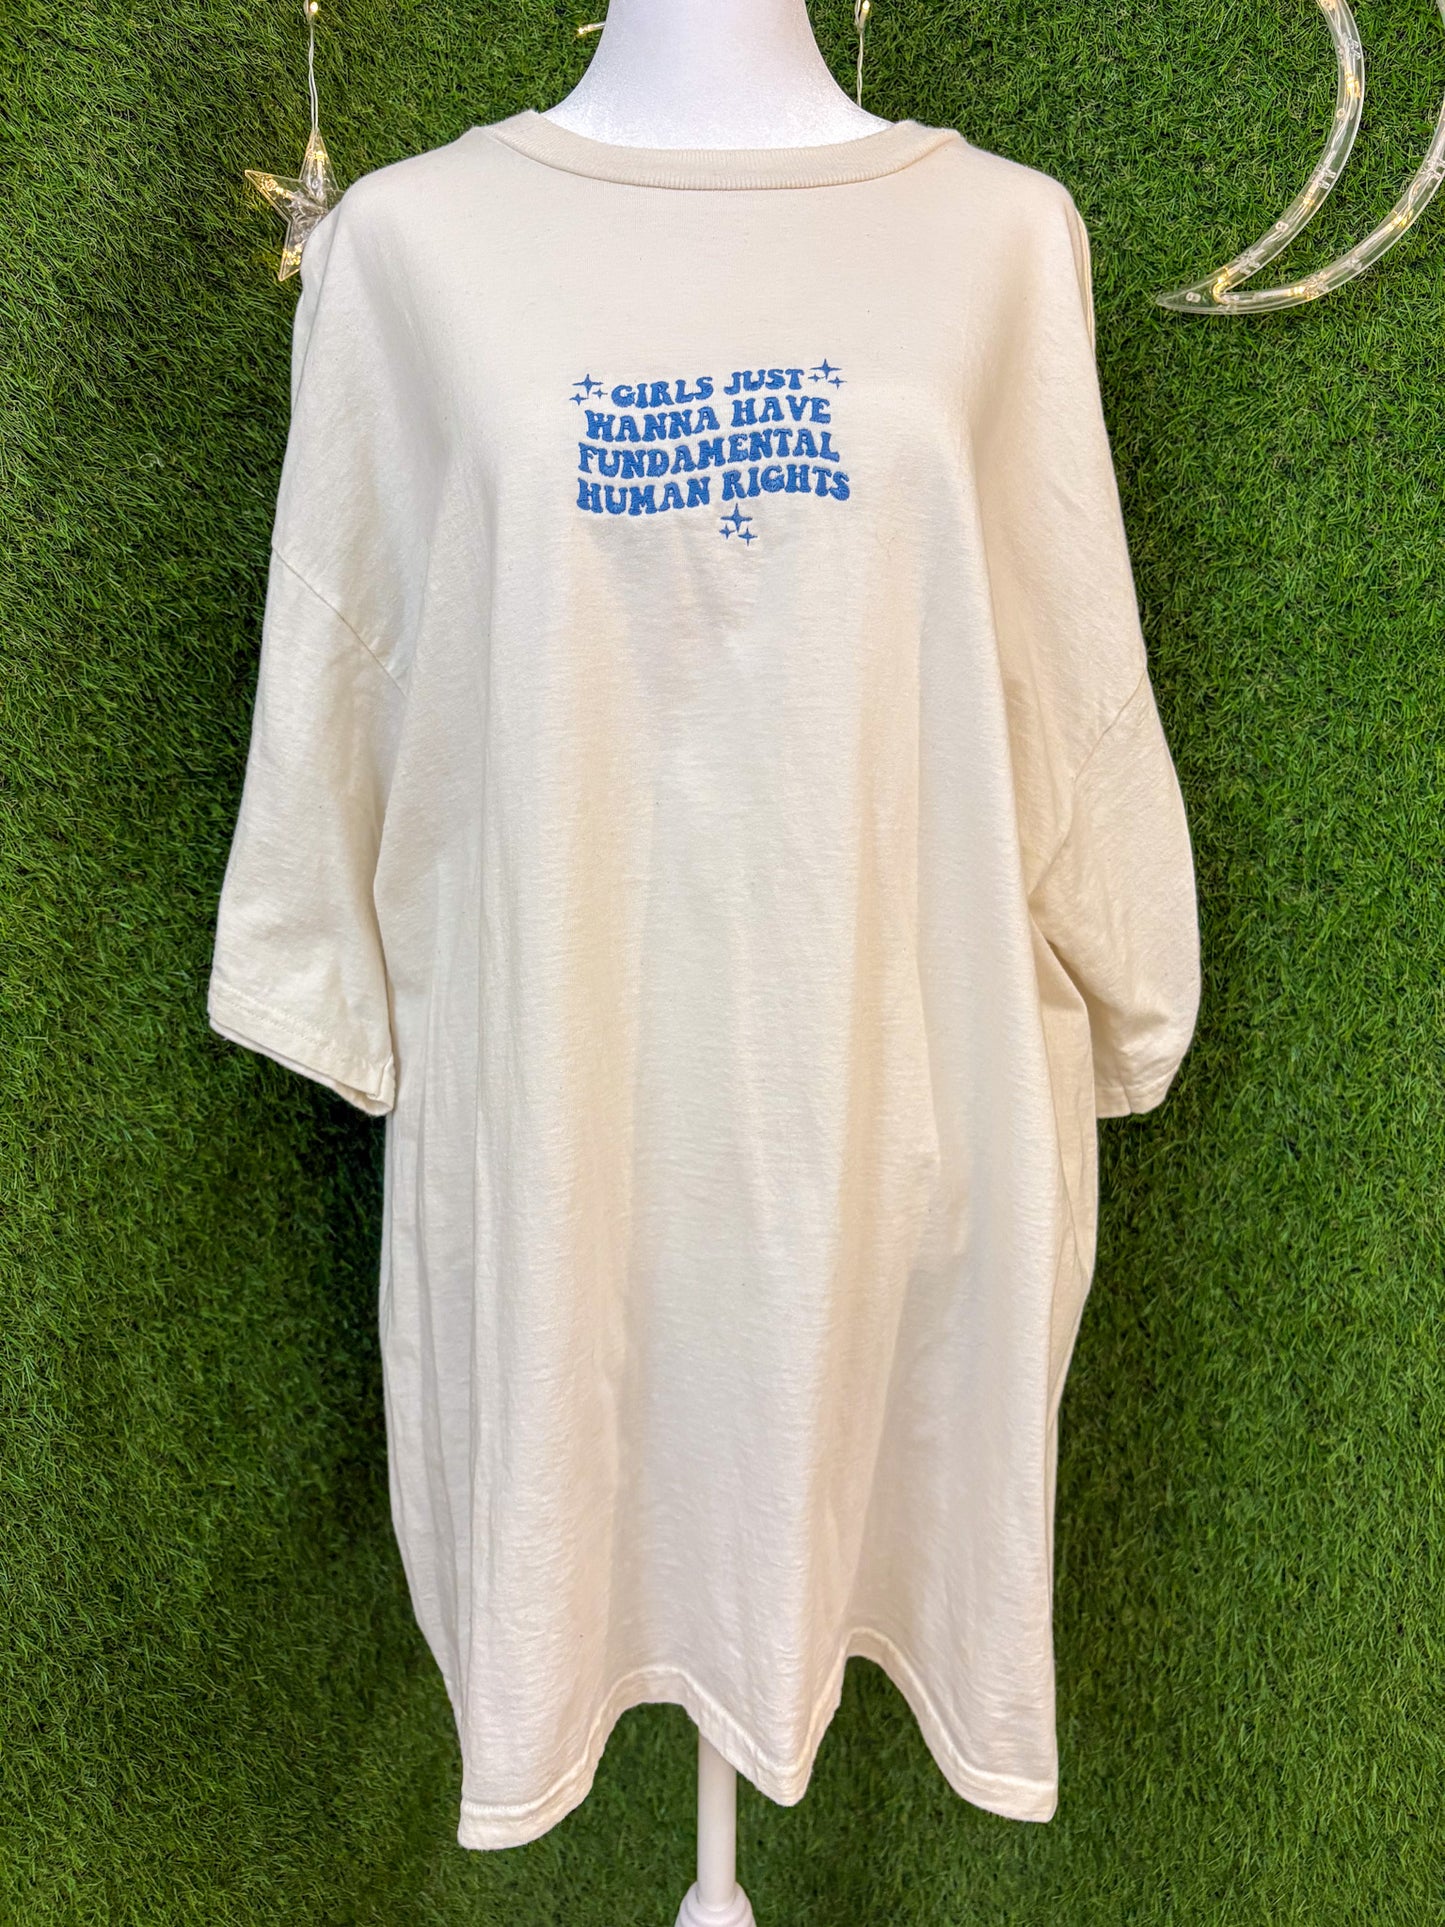 GIRLS JUST
WANNA HAVE
FUNDAMENTAL
HUMAN RIGHTS